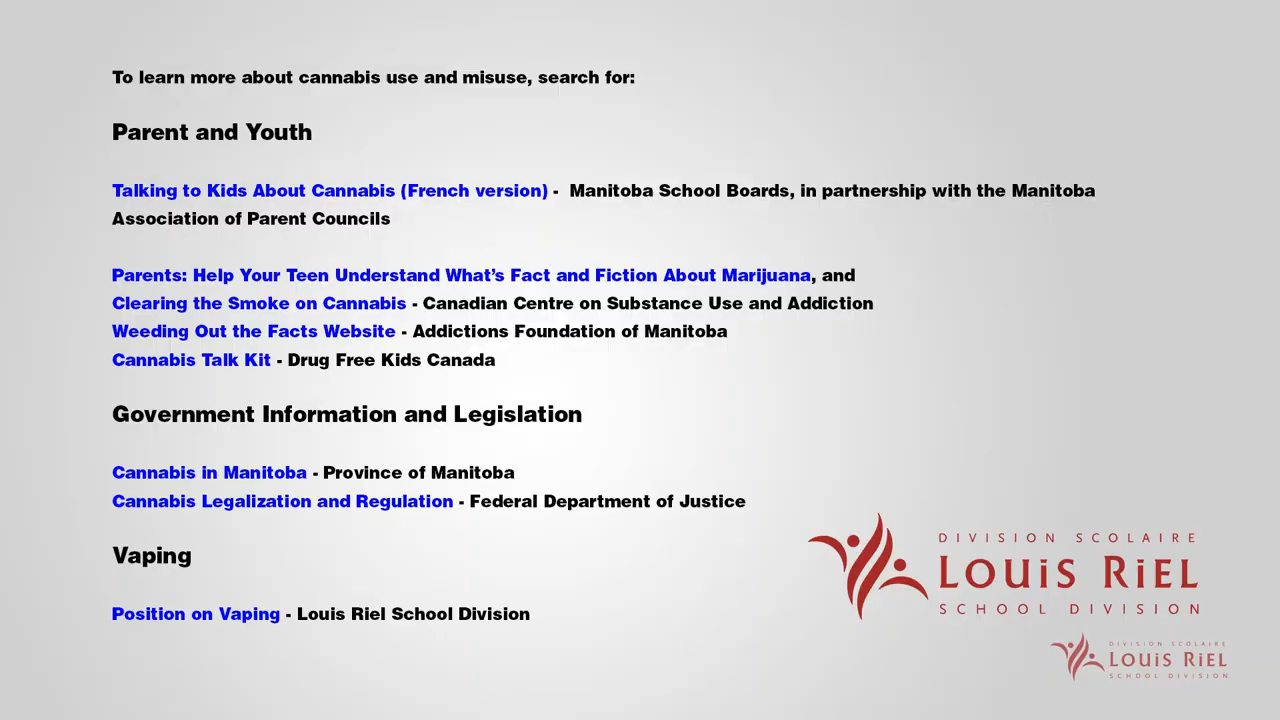 To learn more about cannabis use and misuse, search for:
Parent and Youth
Talking to Kids About Cannabis (French version) - Manitoba School Boards, in partnership with the Manitoba
Association of Parent Councils
Parents: Help Your Teen Understand What's Fact and Fiction About Marijuana, and
Clearing the Smoke on Cannabis - Canadian Centre on Substance Use and Addiction
Weeding Out the Facts Website - Addictions Foundation of Manitoba
Cannabis Talk Kit - Drug Free Kids Canada
Government Information and Legislation
Cannabis in Manitoba - Province of Manitoba
Cannabis Legalization and Regulation - Federal Department of Justice
Vaping
Position on Vaping - Louis Riel School Division
DIVISION SCOLAIRE
LOUIS RIEL
SCHOOL DIVISION
DIVISION SCOLAIRE
LOUIS RIEL
SCHOOL DIVISION